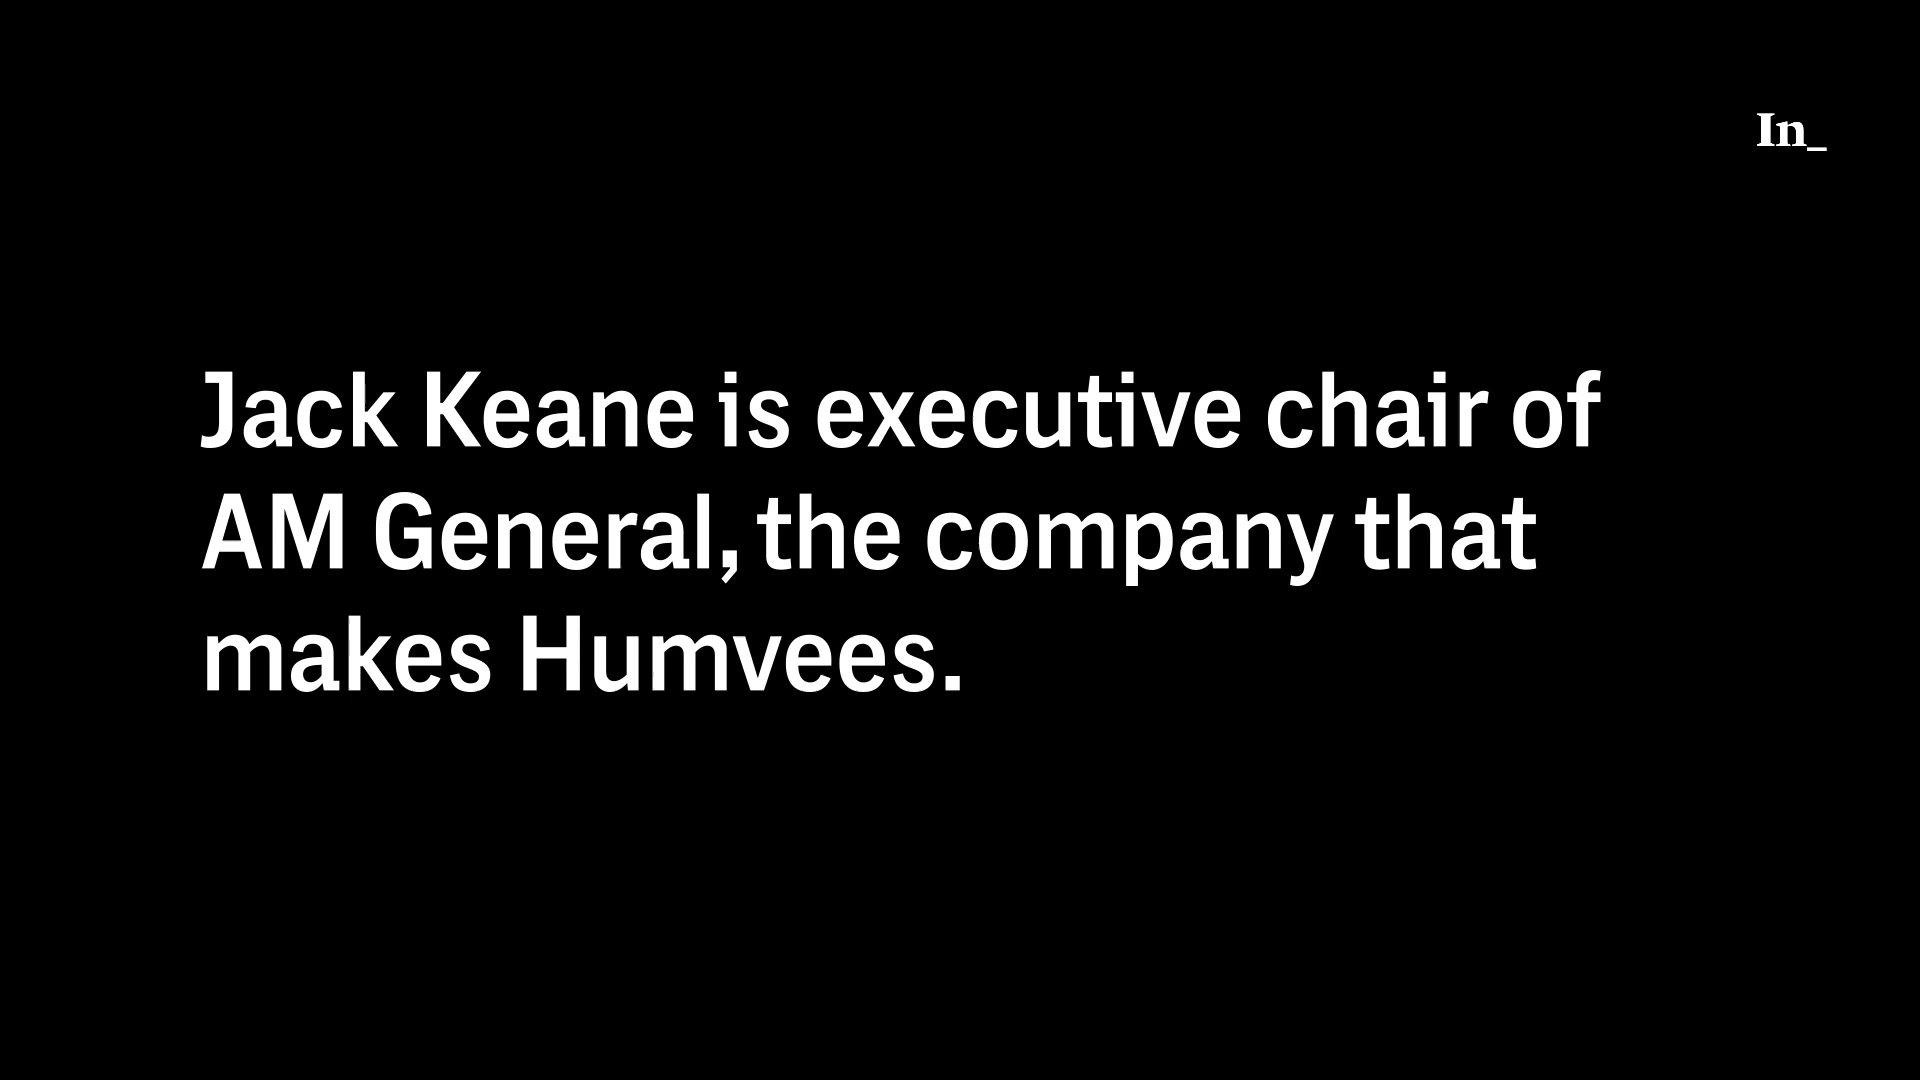 In_
Jack Keane is executive chair of
AM General, the company that
makes Humvees.